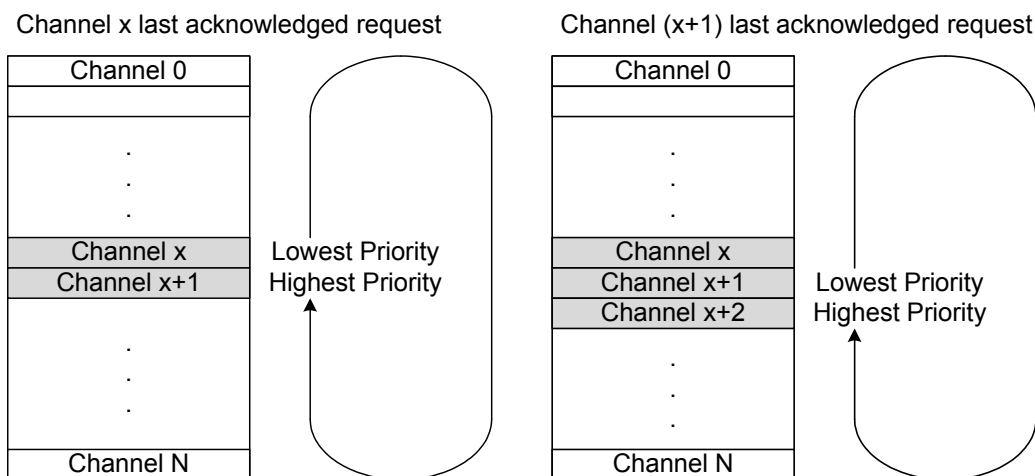 Channel x last acknowledged request
Channel 0
.
.
.
Channel x
Lowest Priority
Channel x+1
Highest Priority
.
.
.
Channel N
Channel (x+1) last acknowledged request
Channel 0
.
.
.
Channel x
Channel x+1
Lowest Priority
Channel x+2
Highest Priority
.
.
.
Channel N